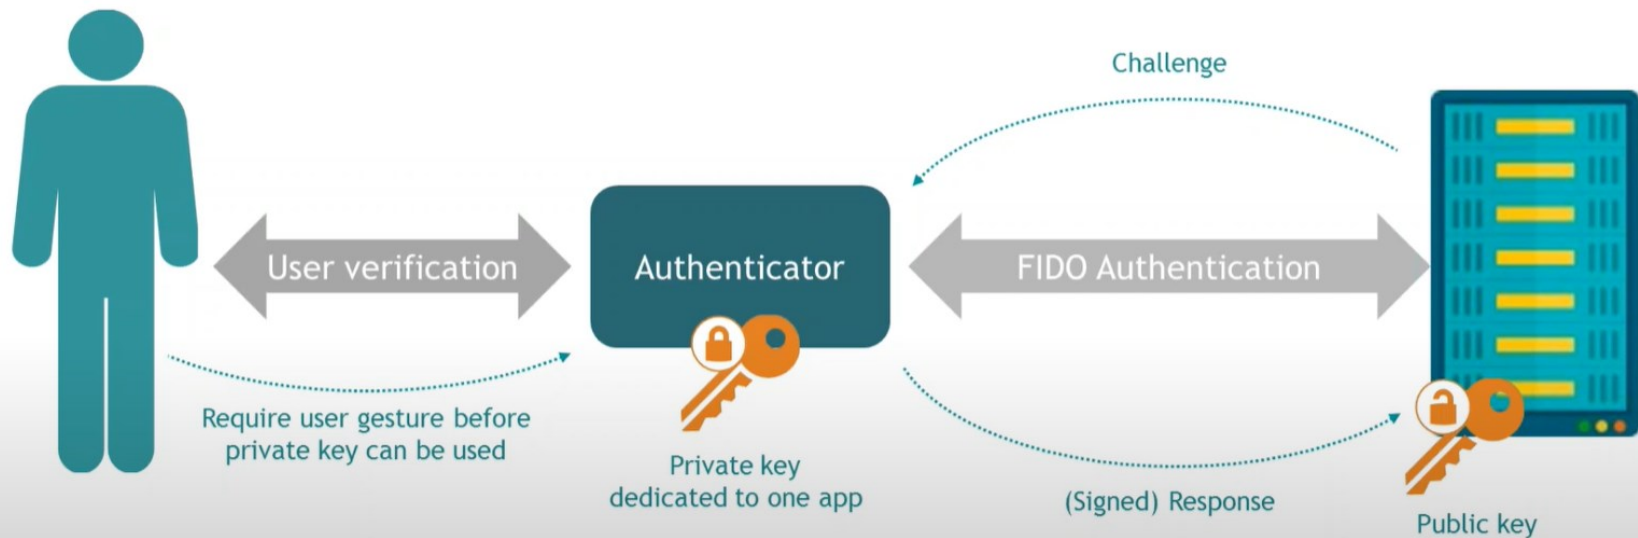 Challenge
User verification
Authenticator
FIDO Authentication
Require user gesture before
private key can be used
Private key
dedicated to one app
(Signed) Response
Public key